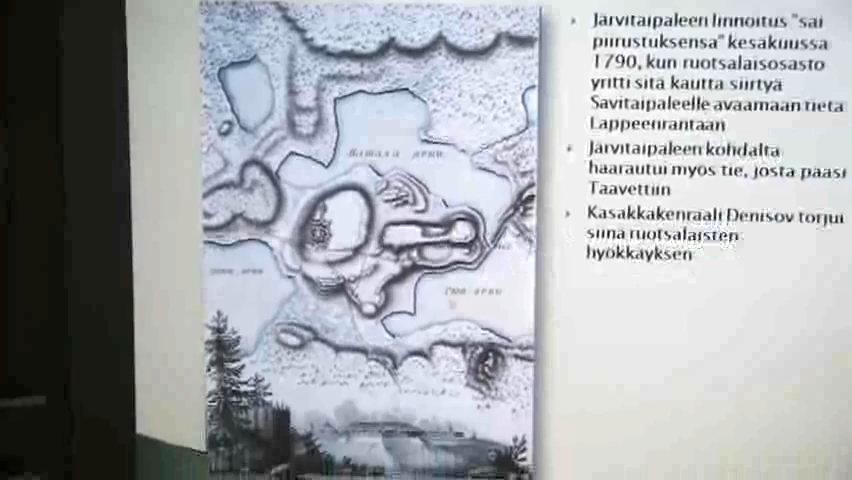 Järvitaipaleen linnoitus "sai
piirustuksensa" kesäkuussa
1790, kun ruotsalaisosasto
yritti sitä kautta siirtyä
Savitaipaleelle avaamaan tietä
Lappeenrantaan
Järvitaipaleen kohdalta
haarautui myös tie, josta pääsi
Taavettiin
Kasakkakenraali Denisov torjui
siinä ruotsalaisten
hyökkäyksen